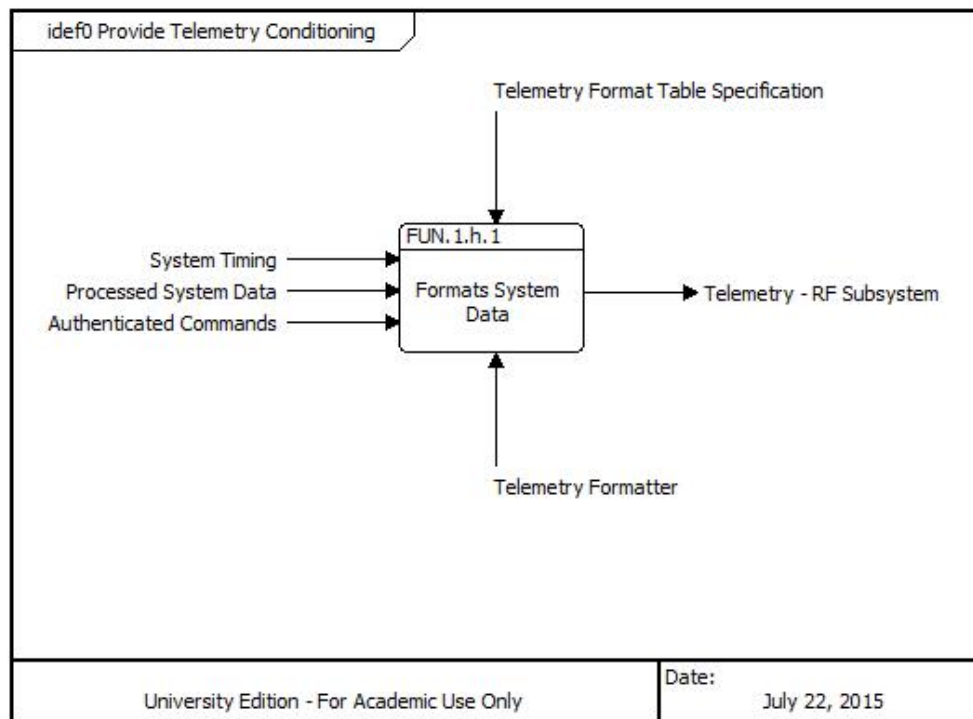 idef0 Provide Telemetry Conditioning
Telemetry Format Table Specification
FUN.1.h.1
System Timing
Processed System Data
Authenticated Commands
Formats System
Data
Telemetry - RF Subsystem
Telemetry Formatter
University Edition - For Academic Use Only
Date:
July 22, 2015